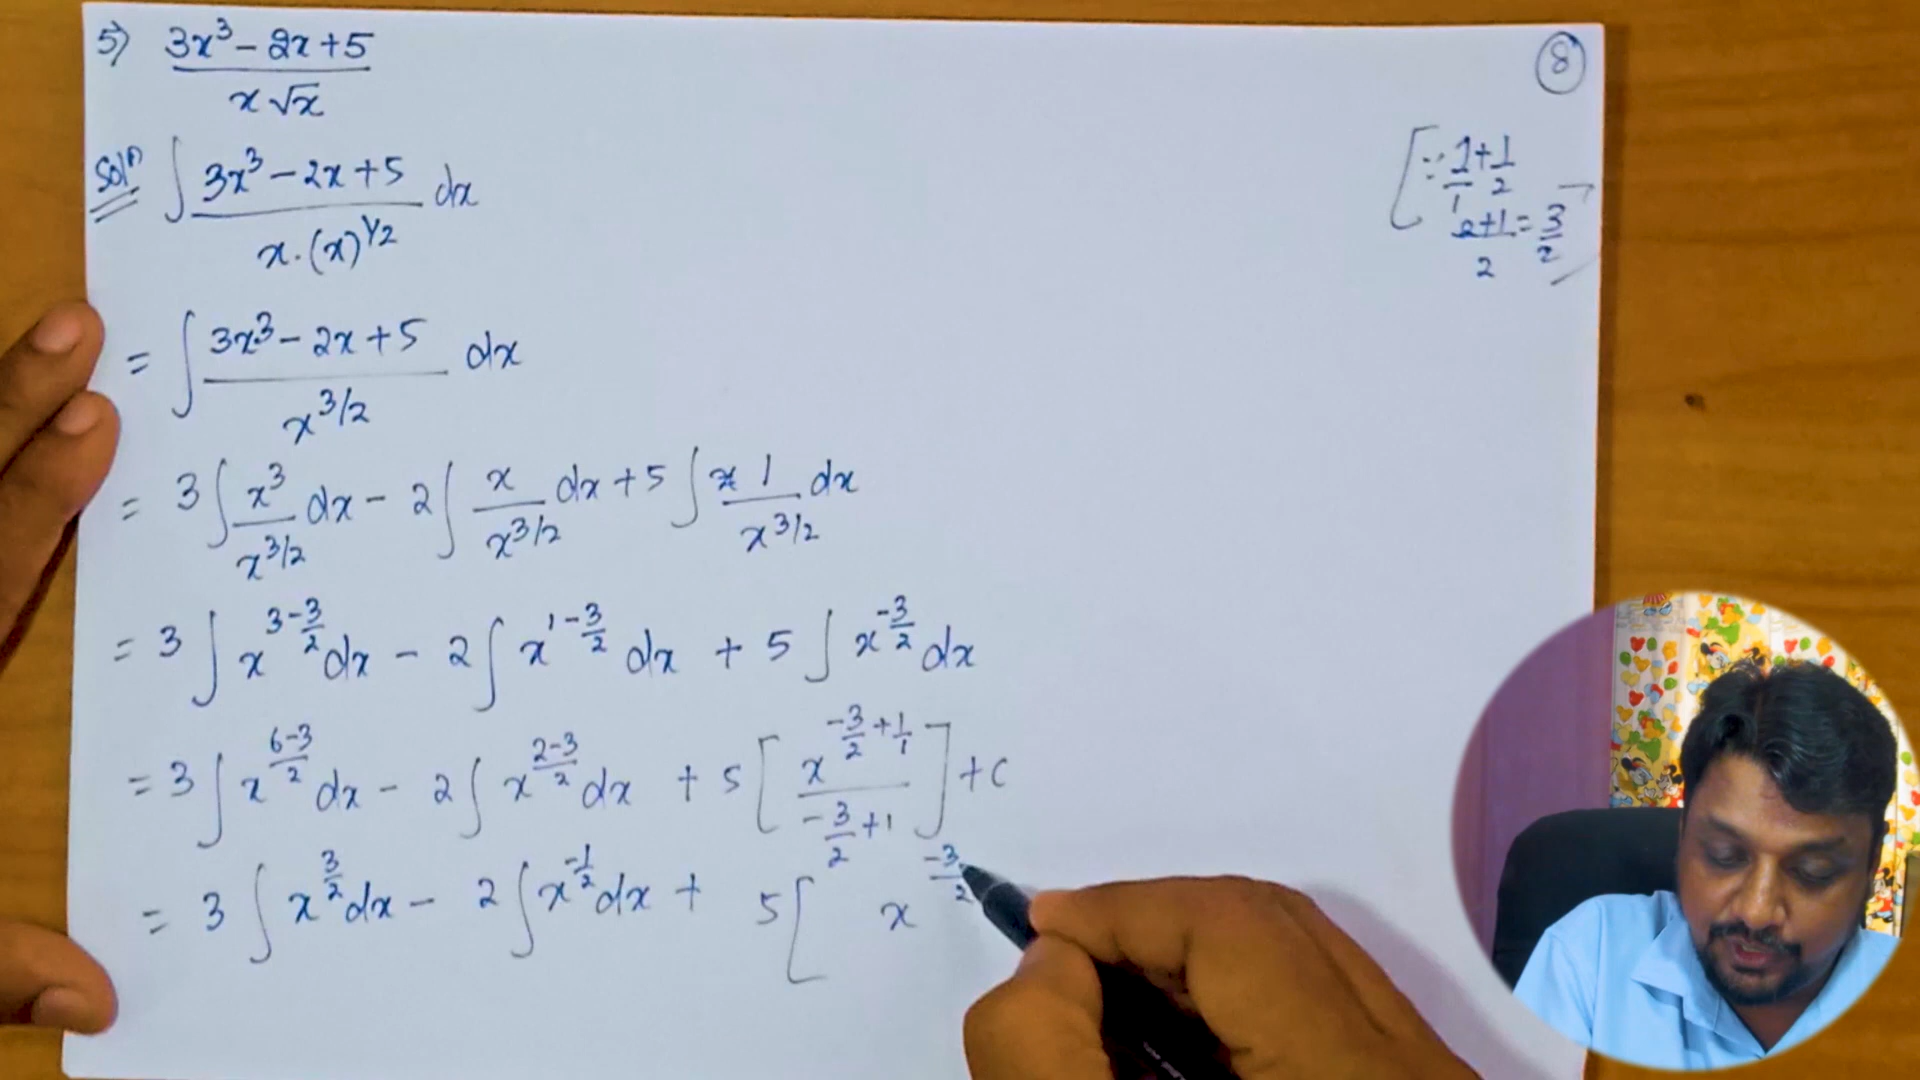 5) (3x³ - 2x + 5)/(x√x)
⑧
Soln ∫ (3x³ - 2x + 5)/(x·(x)^(1/2)) dx
[∵ 1/1 + 1/2
(2+1)/2 = 3/2]
= ∫ (3x³ - 2x + 5)/(x^(3/2)) dx
= 3∫ x³/x^(3/2) dx - 2∫ x/x^(3/2) dx + 5∫ 1/x^(3/2) dx
= 3∫ x^(3-3/2) dx - 2∫ x^(1-3/2) dx + 5∫ x^(-3/2) dx
= 3∫ x^((6-3)/2) dx - 2∫ x^((2-3)/2) dx + 5[x^(-3/2+1/1)/(-3/2+1)] + c
= 3∫ x^(3/2) dx - 2∫ x^(-1/2) dx + 5[x^(-3/2)